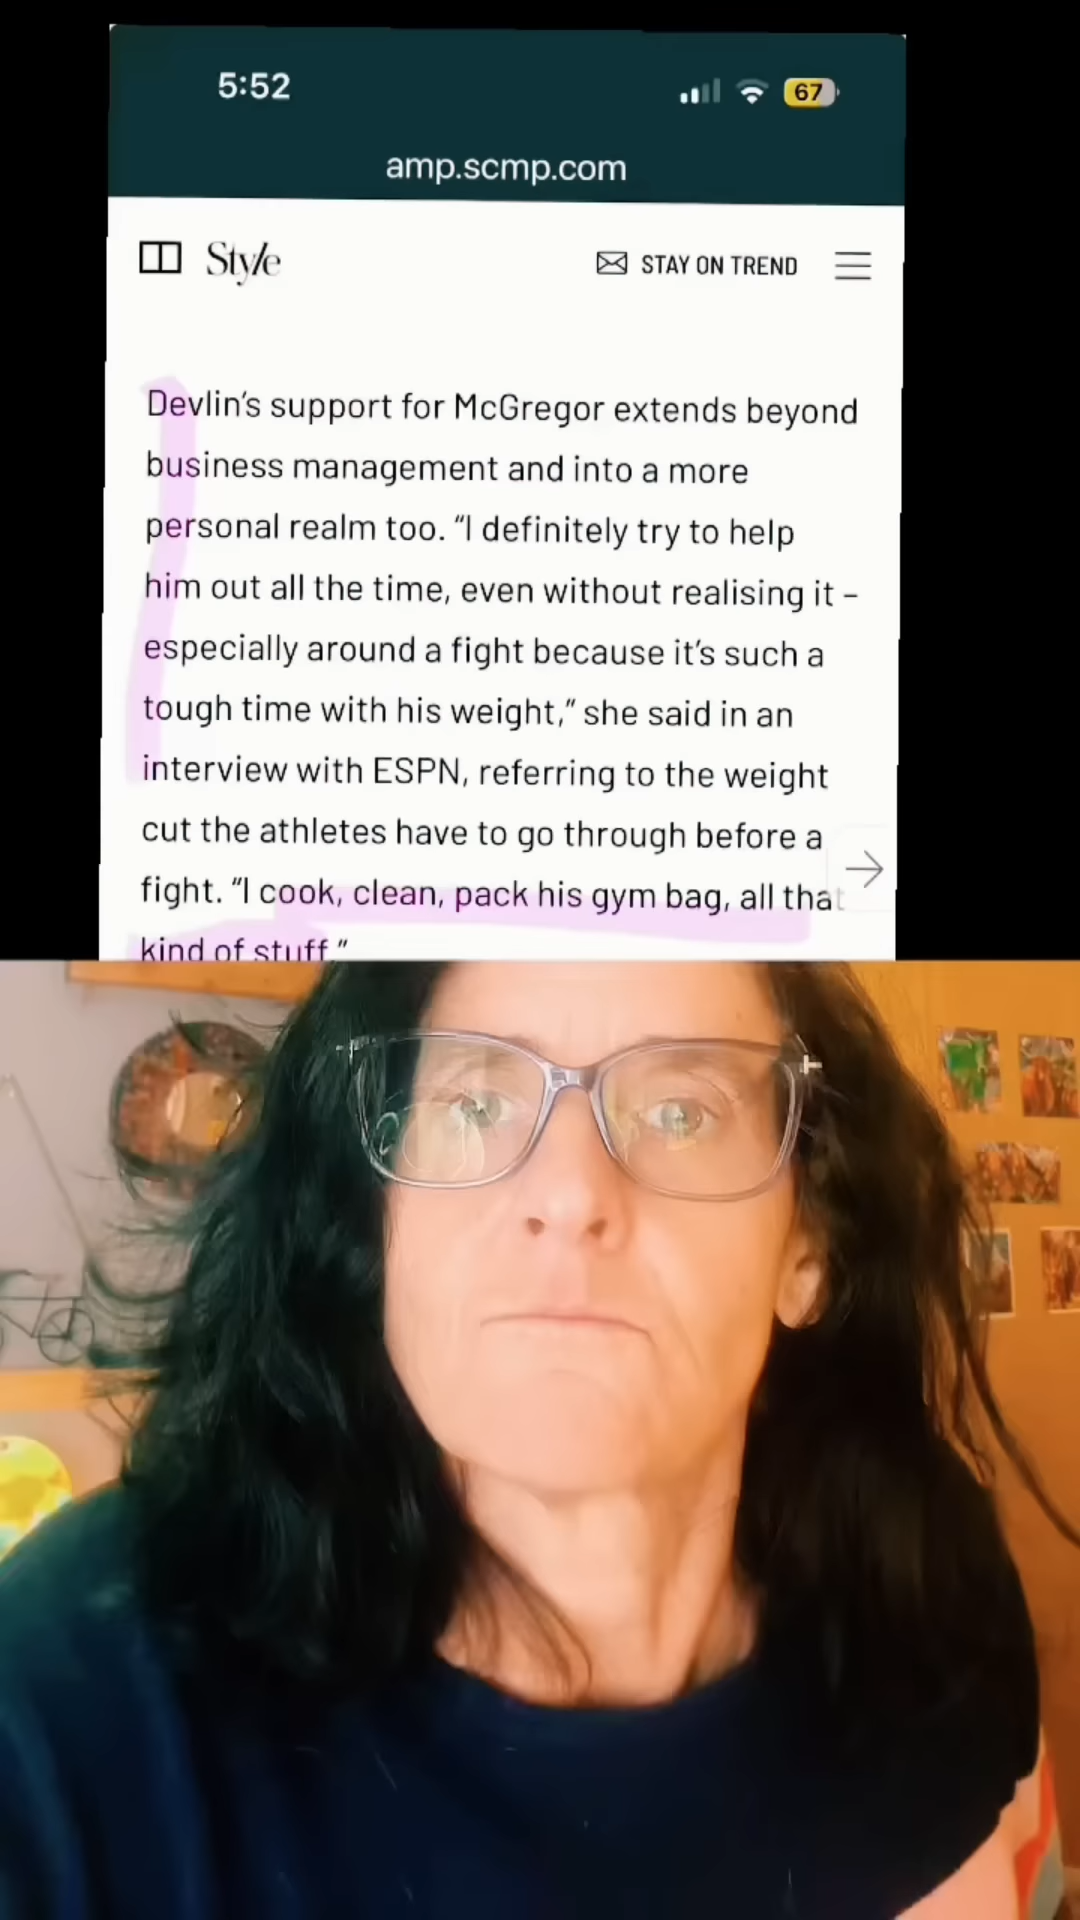 5:52
67
amp.scmp.com
Style
STAY ON TREND
Devlin’s support for McGregor extends beyond
business management and into a more
personal realm too. “I definitely try to help
him out all the time, even without realising it –
especially around a fight because it’s such a
tough time with his weight,” she said in an
interview with ESPN, referring to the weight
cut the athletes have to go through before a
fight. “I cook, clean, pack his gym bag, all that
kind of stuff.”